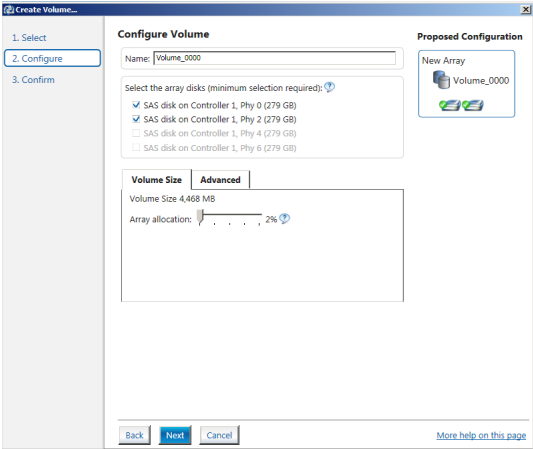 Create Volume...
1. Select
2. Configure
3. Confirm
Configure Volume
Name: Volume_0000
Select the array disks (minimum selection required):
SAS disk on Controller 1, Phy 0 (279 GB)
SAS disk on Controller 1, Phy 2 (279 GB)
SAS disk on Controller 1, Phy 4 (279 GB)
SAS disk on Controller 1, Phy 6 (279 GB)
Volume Size Advanced
Volume Size 4,468 MB
Array allocation: 2%
Proposed Configuration
New Array
Volume_0000
Back Next Cancel
More help on this page